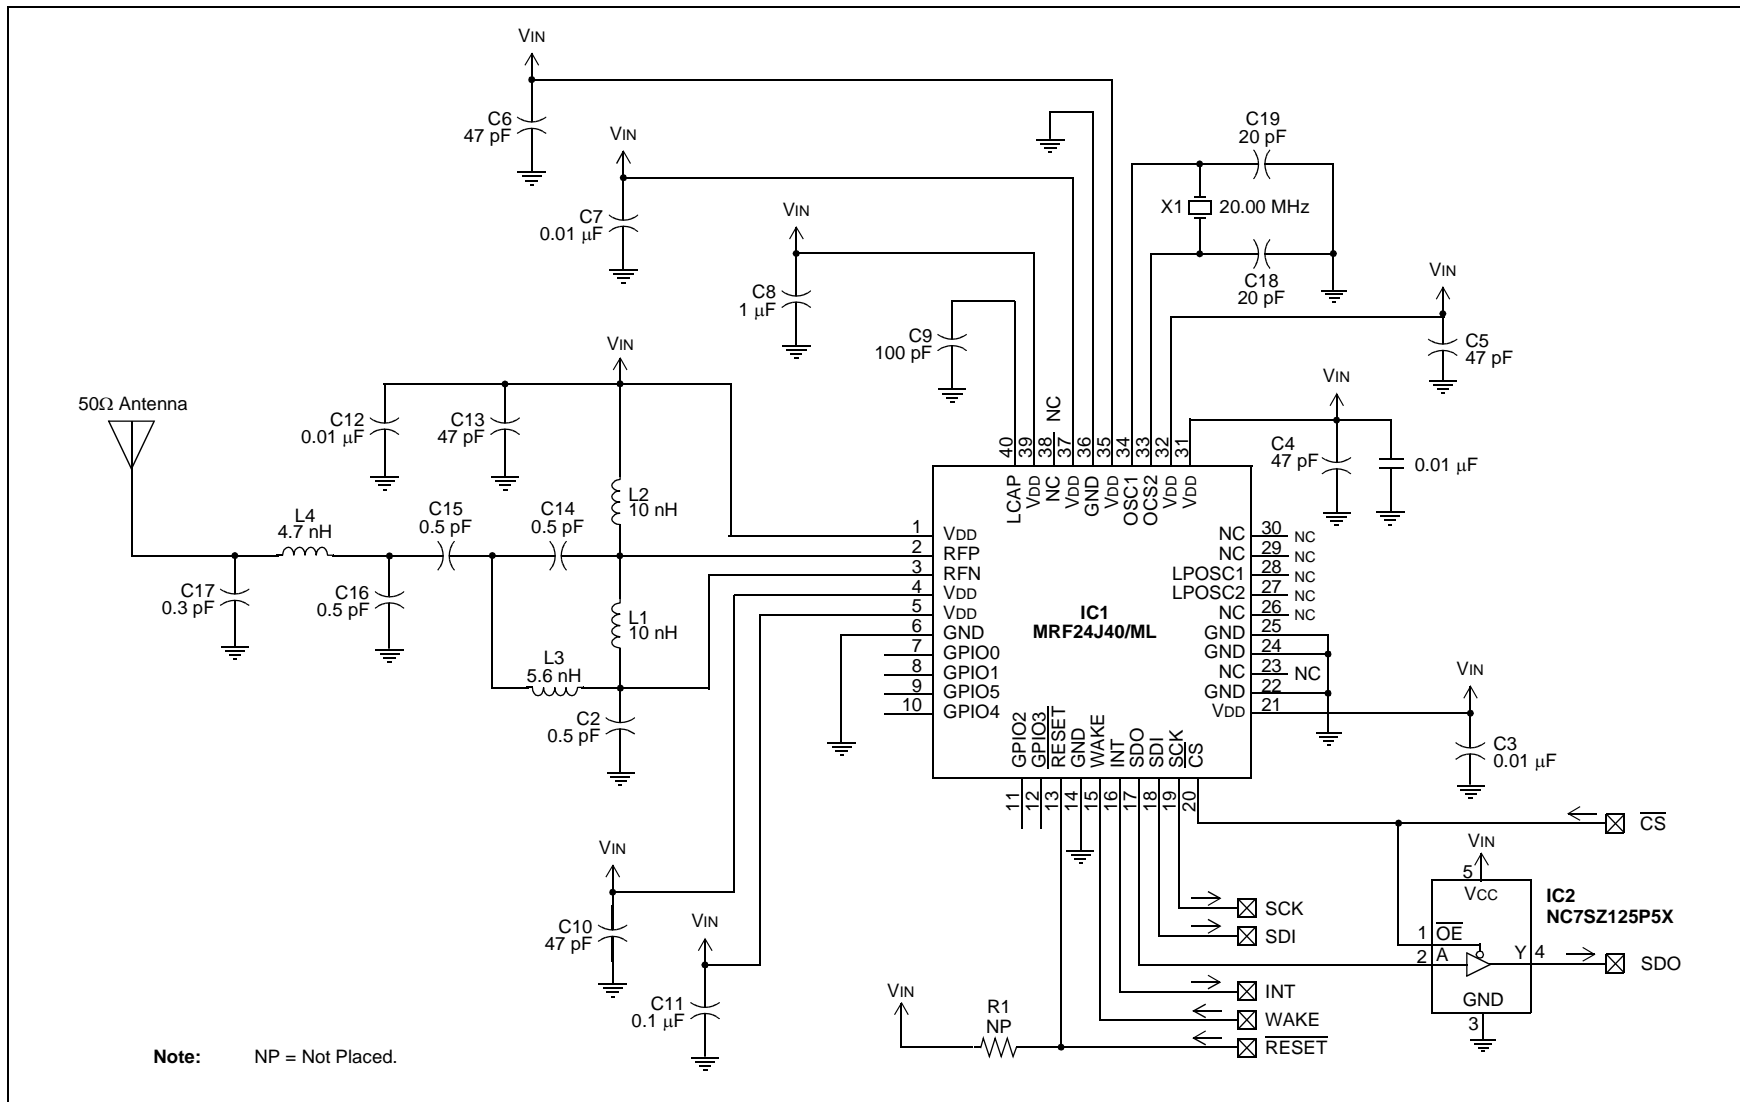 VIN
C6
47 pF
VIN
C7
0.01 μF
VIN
C8
1 μF
C9
100 pF
C19
20 pF
X1
20.00 MHz
C18
20 pF
VIN
C5
47 pF
VIN
C4
47 pF
0.01 μF
VIN
C12
0.01 μF
C13
47 pF
50Ω Antenna
L2
10 nH
C15
0.5 pF
C14
0.5 pF
L4
4.7 nH
C17
0.3 pF
C16
0.5 pF
L1
10 nH
L3
5.6 nH
C2
0.5 pF
NC
40 39 38 37 36 35 34 33 32 31
LCAP VDD NC VDD GND VDD OSC1 OCS2 VDD VDD
1 VDD
2 RFP
3 RFN
4 VDD
5 VDD
6 GND
7 GPIO0
8 GPIO1
9 GPIO5
10 GPIO4
IC1
MRF24J40/ML
NC 30 NC
NC 29 NC
LPOSC1 28 NC
LPOSC2 27 NC
NC 26 NC
GND 25
GND 24
NC 23 NC
GND 22
VDD 21
GPIO2 GPIO3 RESET GND WAKE INT SDO SDI SCK CS
11 12 13 14 15 16 17 18 19 20
VIN
C3
0.01 μF
CS
VIN
5
VCC
IC2
NC7SZ125P5X
1 OE
2 A
Y 4
GND
3
SDO
SCK
SDI
INT
WAKE
RESET
VIN
C10
47 pF
VIN
C11
0.1 μF
VIN
R1
NP
Note: NP = Not Placed.